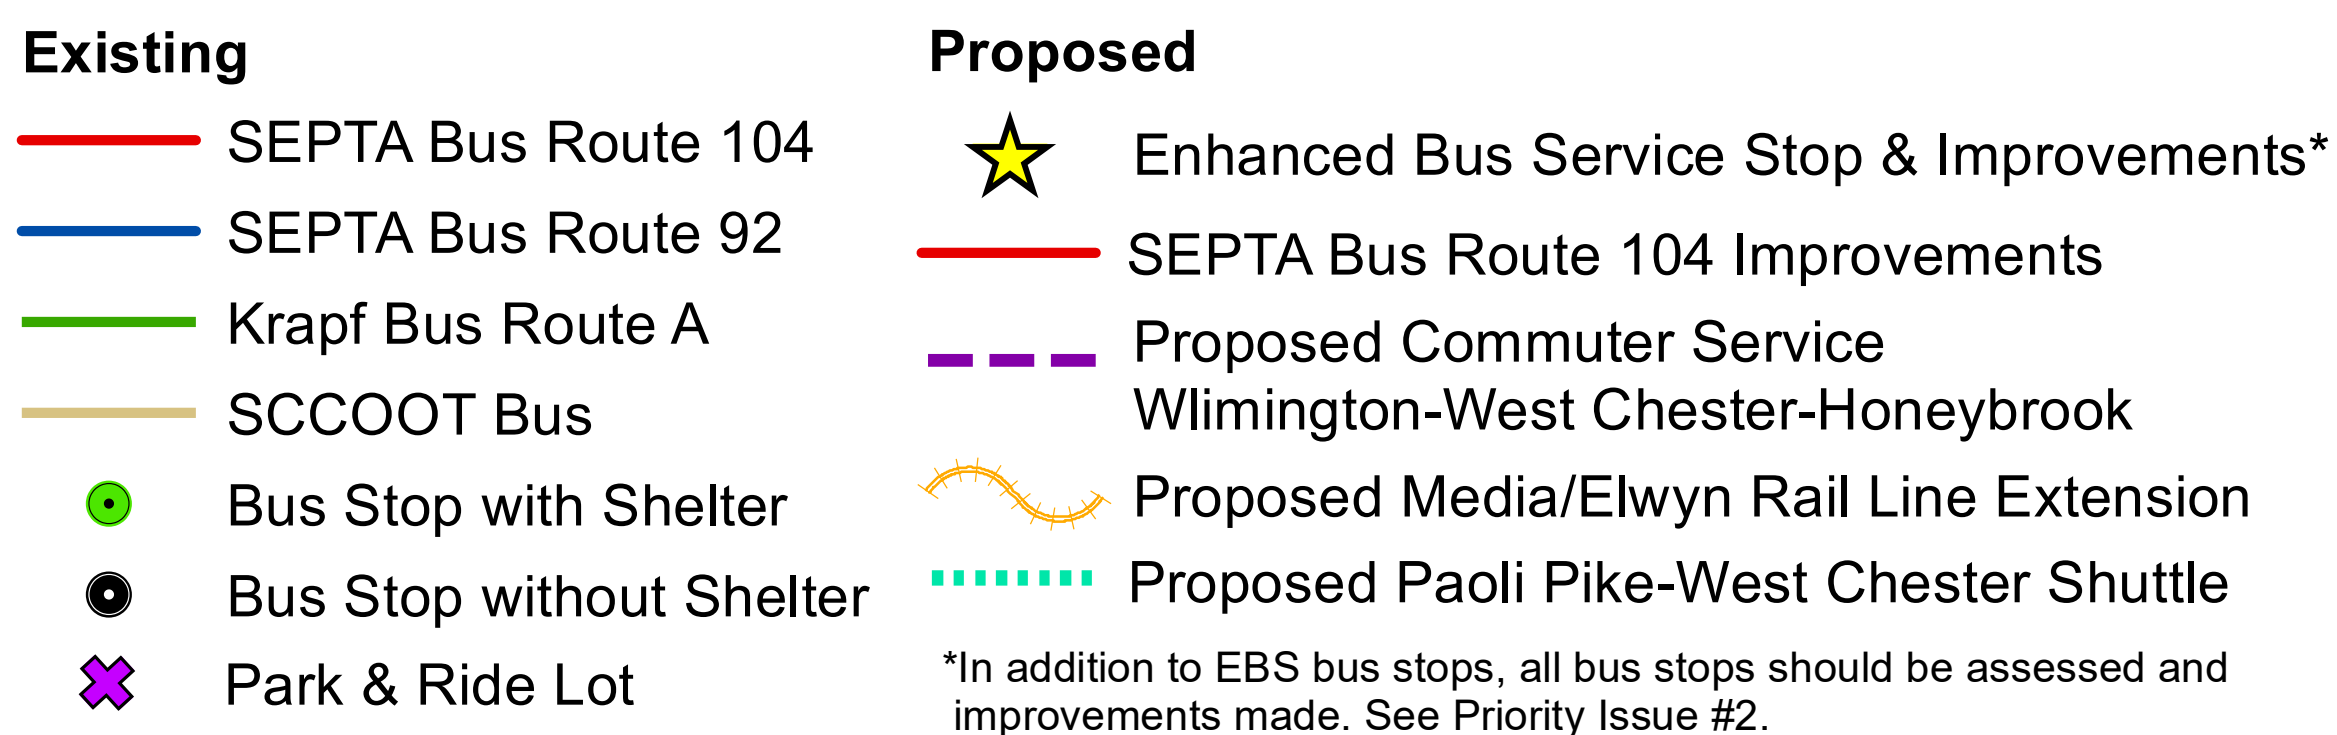 Existing
SEPTA Bus Route 104
SEPTA Bus Route 92
Krapf Bus Route A
SCCOOT Bus
Bus Stop with Shelter
Bus Stop without Shelter
Park & Ride Lot
Proposed
Enhanced Bus Service Stop & Improvements*
SEPTA Bus Route 104 Improvements
Proposed Commuter Service
Wlimington-West Chester-Honeybrook
Proposed Media/Elwyn Rail Line Extension
Proposed Paoli Pike-West Chester Shuttle
*In addition to EBS bus stops, all bus stops should be assessed and
improvements made. See Priority Issue #2.